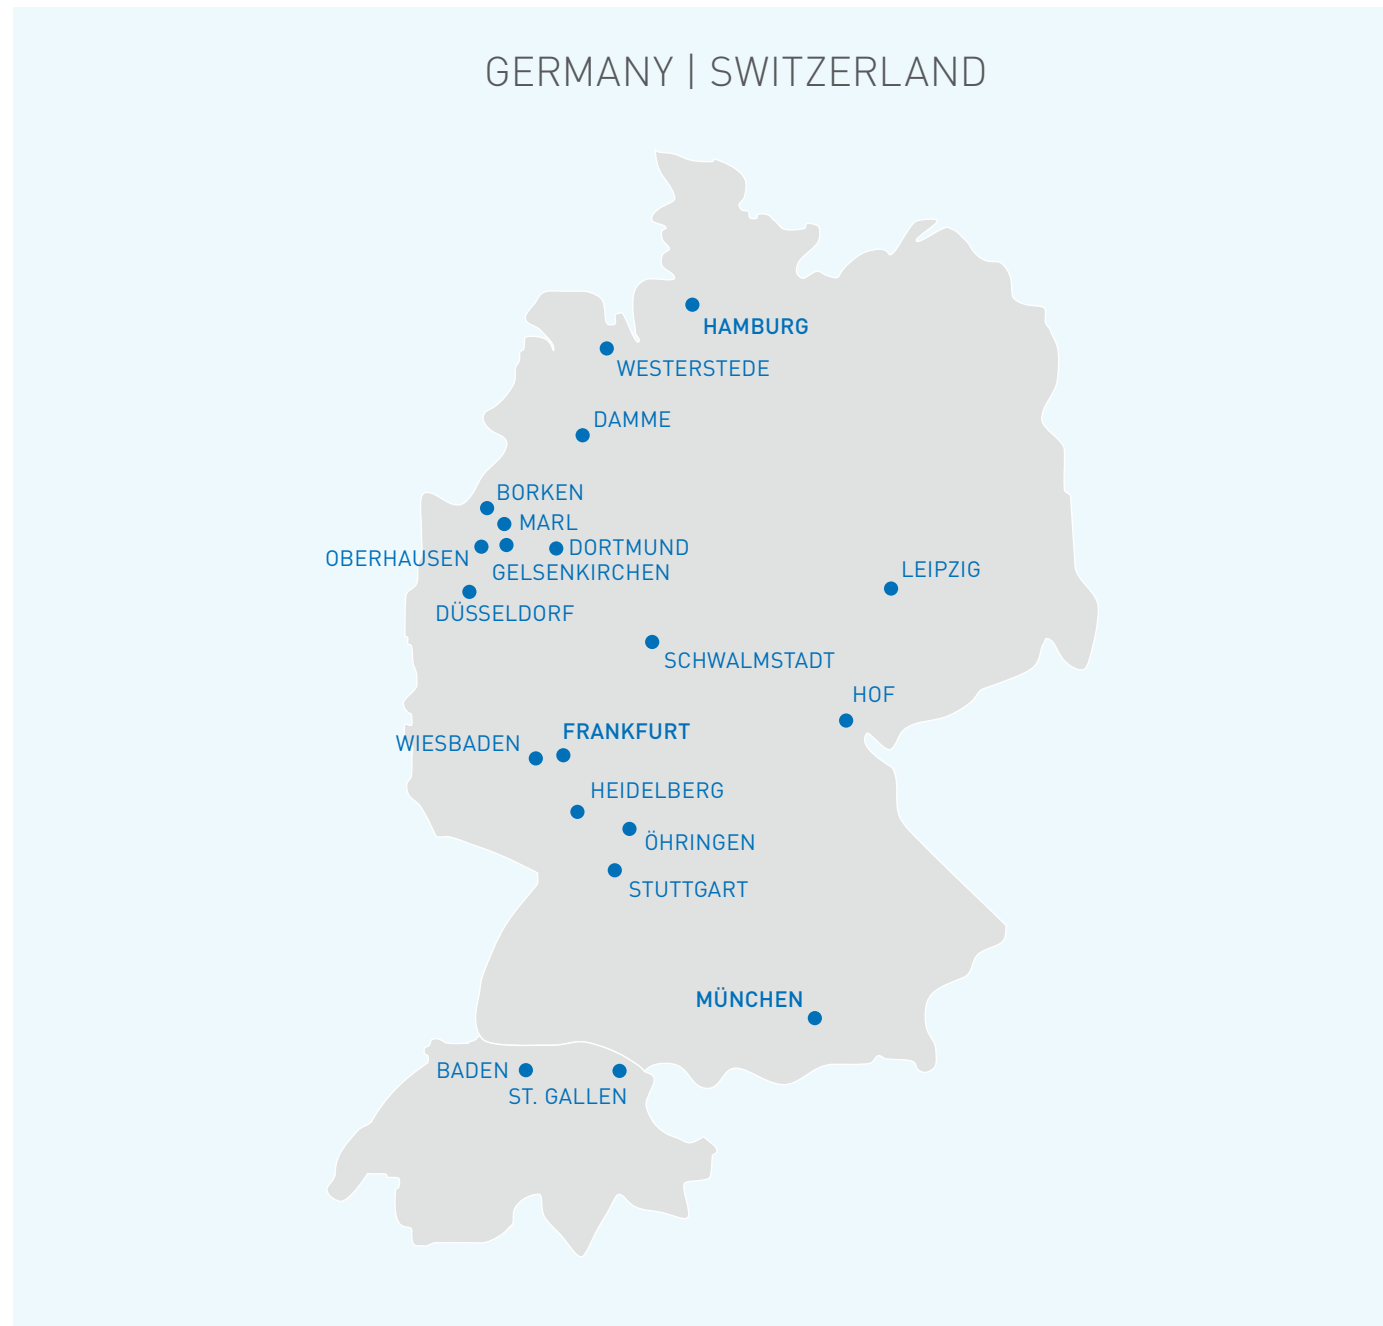 GERMANY | SWITZERLAND
HAMBURG
WESTERSTEDE
DAMME
BORKEN
MARL
OBERHAUSEN
DORTMUND
GELSENKIRCHEN
LEIPZIG
DÜSSELDORF
SCHWALMSTADT
HOF
FRANKFURT
WIESBADEN
HEIDELBERG
ÖHRINGEN
STUTTGART
MÜNCHEN
BADEN
ST. GALLEN